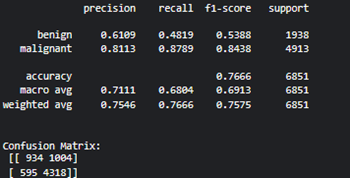 precision recall f1-score support
benign 0.6109 0.4819 0.5388 1938
malignant 0.8113 0.8789 0.8438 4913
accuracy 0.7666 6851
macro avg 0.7111 0.6804 0.6913 6851
weighted avg 0.7546 0.7666 0.7575 6851
Confusion Matrix:
[[ 934 1004]
[ 595 4318]]